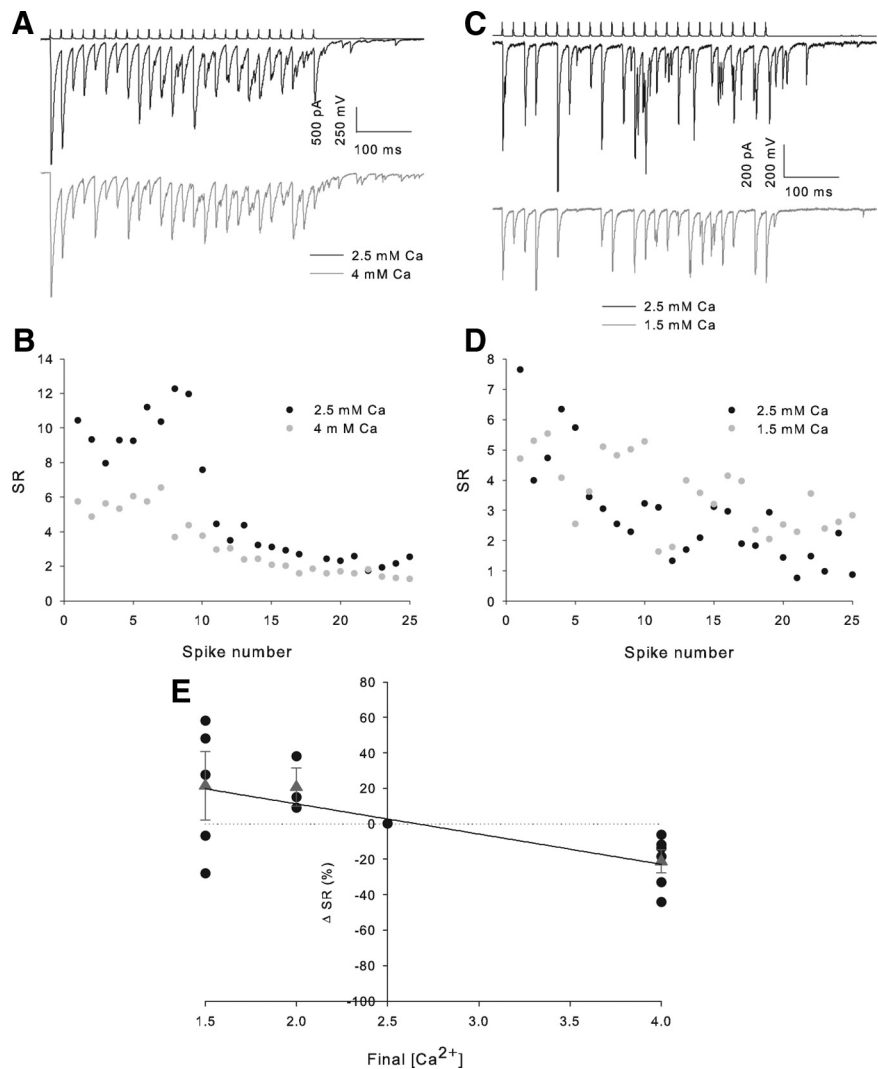 A
500 pA
250 mV
100 ms
2.5 mM Ca
4 mM Ca
C
200 pA
200 mV
100 ms
2.5 mM Ca
1.5 mM Ca
B
14
12
10
8
6
4
2
0
SR
2.5 mM Ca
4 m M Ca
0 5 10 15 20 25
Spike number
D
8
7
6
5
4
3
2
1
0
SR
2.5 mM Ca
1.5 mM Ca
0 5 10 15 20 25
Spike number
E
80
60
40
20
0
-20
-40
-60
-80
-100
Δ SR (%)
1.5 2.0 2.5 3.0 3.5 4.0
Final [Ca²⁺]